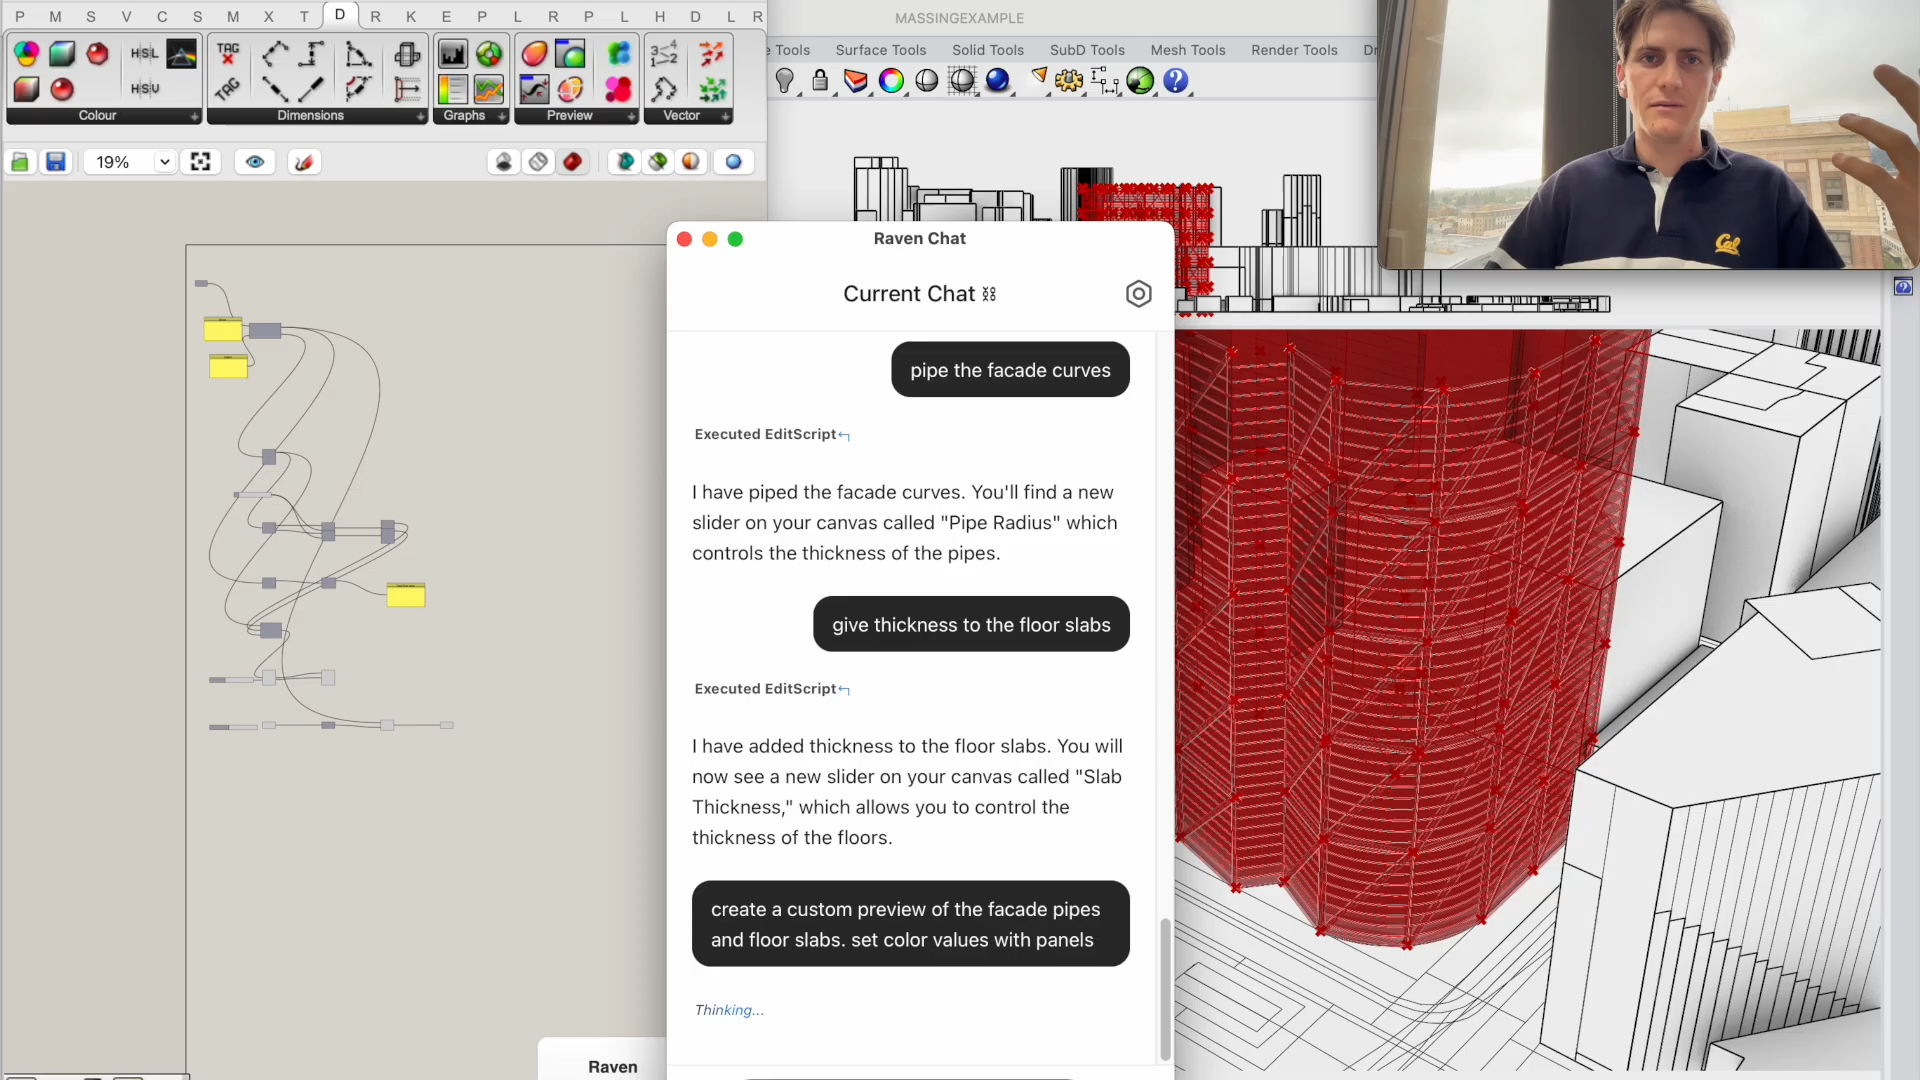 P M S V C S M X T D R K E P L R P L H D L R
MASSINGEXAMPLE
e Tools Surface Tools Solid Tools SubD Tools Mesh Tools Render Tools Dr
H|S|L
TAG
H|S|V
TAG
Colour
Dimensions
Graphs
Preview
Vector
19%
Raven Chat
Current Chat
pipe the facade curves
Executed EditScript
I have piped the facade curves. You'll find a new
slider on your canvas called "Pipe Radius" which
controls the thickness of the pipes.
give thickness to the floor slabs
Executed EditScript
I have added thickness to the floor slabs. You will
now see a new slider on your canvas called "Slab
Thickness," which allows you to control the
thickness of the floors.
create a custom preview of the facade pipes
and floor slabs. set color values with panels
Thinking...
Raven
Cal